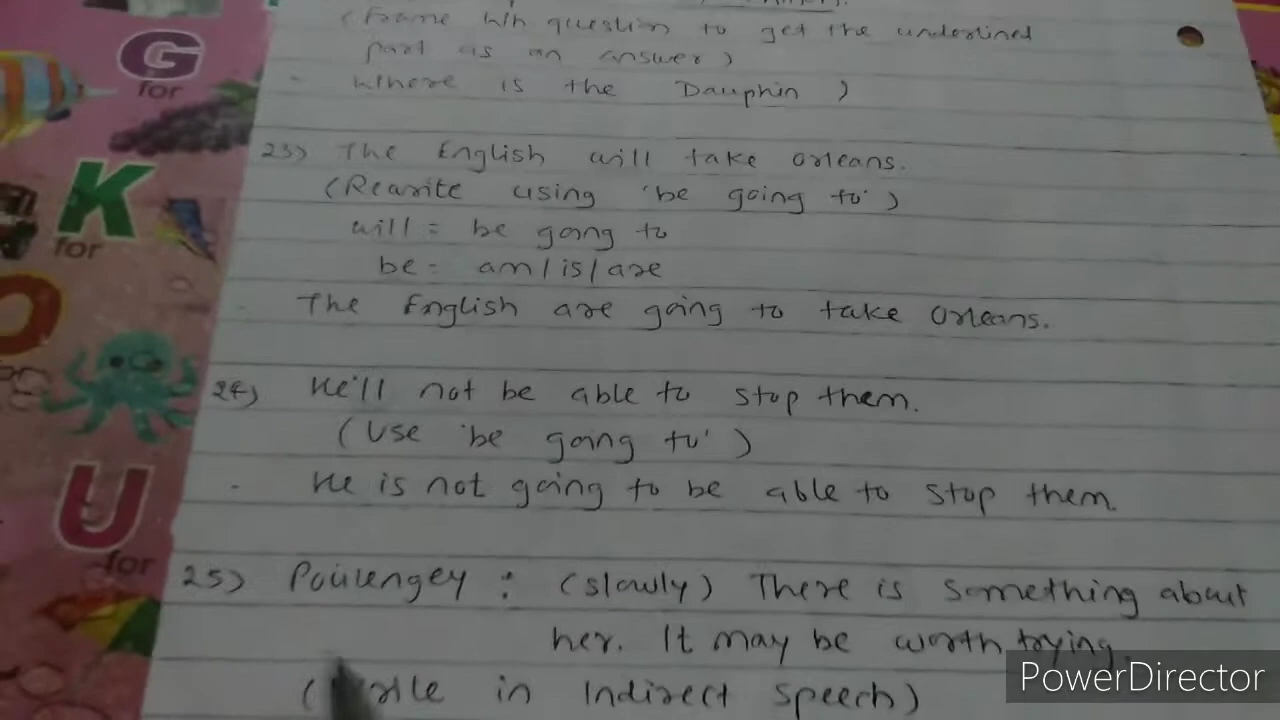 (Frame Wh question to get the underlined
part as an answer)
Where is the Dauphin )
23) The English will take Orleans.
(Rewrite using 'be going to')
will = be going to
be = am/is/are
The English are going to take Orleans.
24) He'll not be able to stop them.
(Use 'be going to')
He is not going to be able to stop them.
25) Poulengey : (slowly) There is something about
her. It may be worth trying.
in Indirect speech)
G
for
K
for
O
U
for
PowerDirector